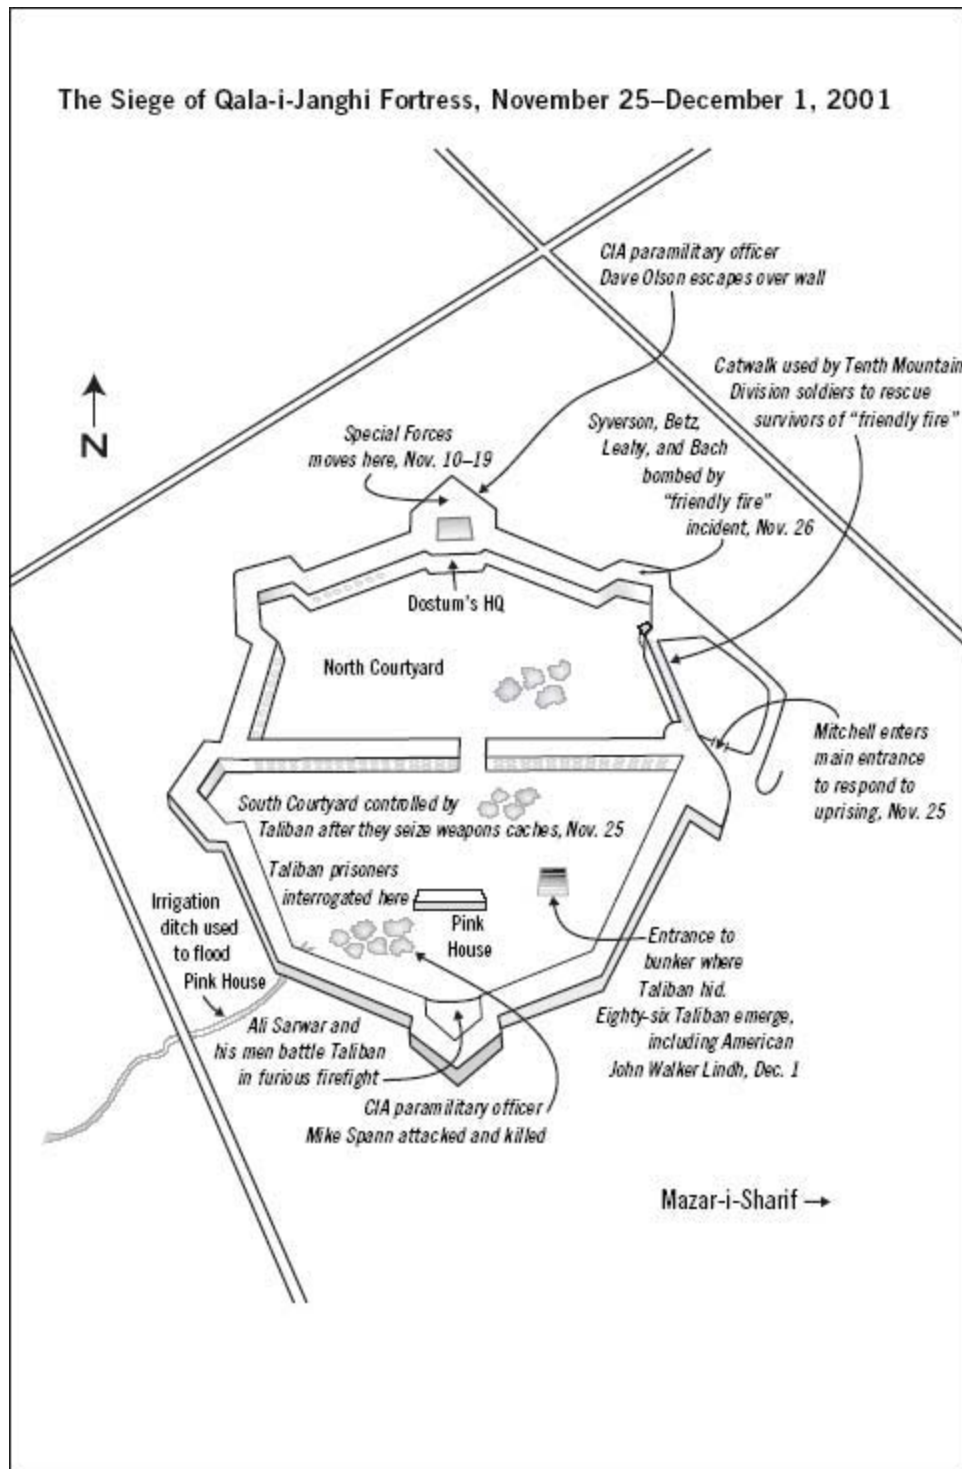 The Siege of Qala-i-Janghi Fortress, November 25–December 1, 2001
CIA paramilitary officer
Dave Olson escapes over wall
Catwalk used by Tenth Mountain
Division soldiers to rescue
survivors of “friendly fire”
N
Special Forces
moves here, Nov. 10–19
Syverson, Betz,
Leahy, and Bach
bombed by
“friendly fire”
incident, Nov. 26
Dostum's HQ
North Courtyard
Mitchell enters
main entrance
to respond to
uprising, Nov. 25
South Courtyard controlled by
Taliban after they seize weapons caches, Nov. 25
Taliban prisoners
interrogated here
Pink
House
Irrigation
ditch used
to flood
Pink House
Entrance to
bunker where
Taliban hid.
Eighty-six Taliban emerge,
including American
John Walker Lindh, Dec. 1
Ali Sarwar and
his men battle Taliban
in furious firefight
CIA paramilitary officer
Mike Spann attacked and killed
Mazar-i-Sharif